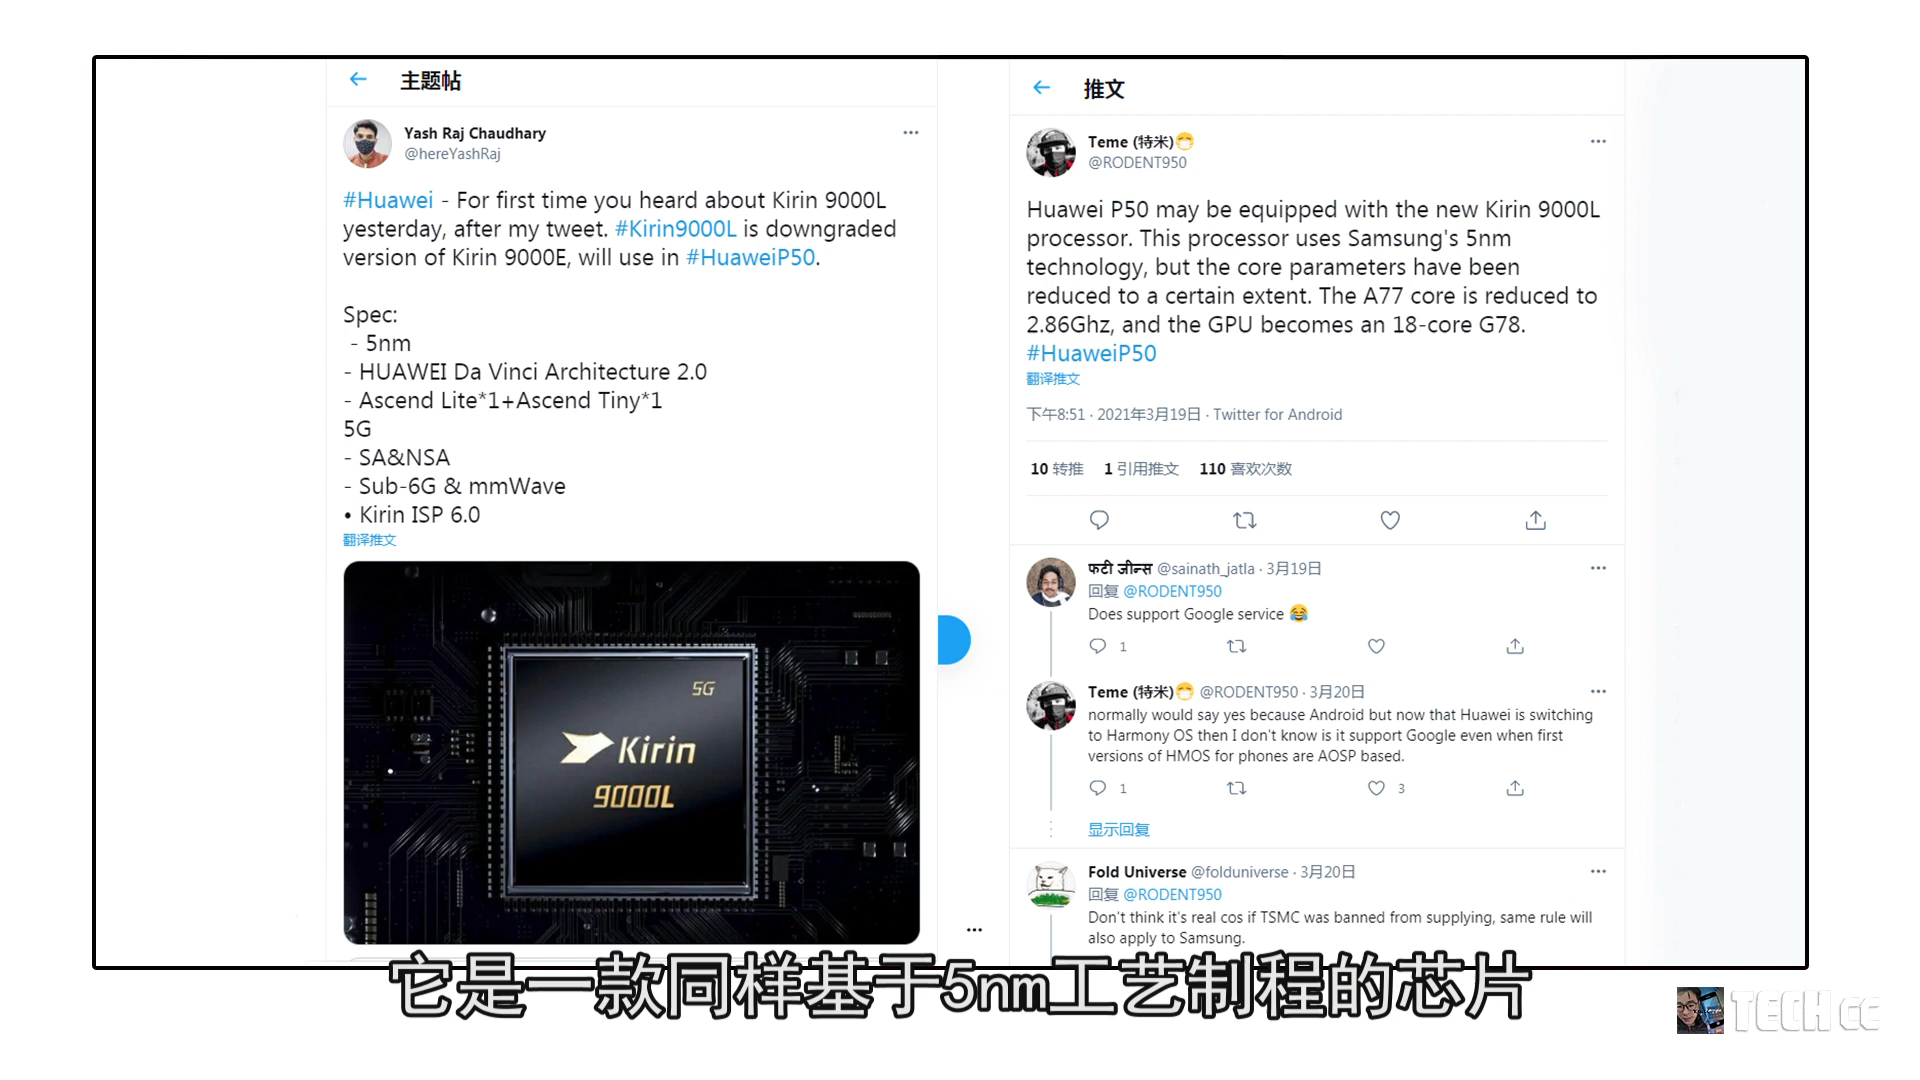 主题帖
Yash Raj Chaudhary
@hereYashRaj
#Huawei - For first time you heard about Kirin 9000L
yesterday, after my tweet. #Kirin9000L is downgraded
version of Kirin 9000E, will use in #HuaweiP50.
Spec:
- 5nm
- HUAWEI Da Vinci Architecture 2.0
- Ascend Lite*1+Ascend Tiny*1
5G
- SA&NSA
- Sub-6G & mmWave
• Kirin ISP 6.0
翻译推文
5G
Kirin
9000L
推文
Teme (特米)😷
@RODENT950
Huawei P50 may be equipped with the new Kirin 9000L
processor. This processor uses Samsung's 5nm
technology, but the core parameters have been
reduced to a certain extent. The A77 core is reduced to
2.86Ghz, and the GPU becomes an 18-core G78.
#HuaweiP50
翻译推文
下午8:51 · 2021年3月19日 · Twitter for Android
10 转推 1 引用推文 110 喜欢次数
फटी जीन्स @sainath_jatla · 3月19日
回复 @RODENT950
Does support Google service 😂
1
Teme (特米)😷 @RODENT950 · 3月20日
normally would say yes because Android but now that Huawei is switching
to Harmony OS then I don't know is it support Google even when first
versions of HMOS for phones are AOSP based.
1 3
显示回复
Fold Universe @folduniverse · 3月20日
回复 @RODENT950
Don't think it's real cos if TSMC was banned from supplying, same rule will
also apply to Samsung.
它是一款同样基于5nm工艺制程的芯片
TECH CC